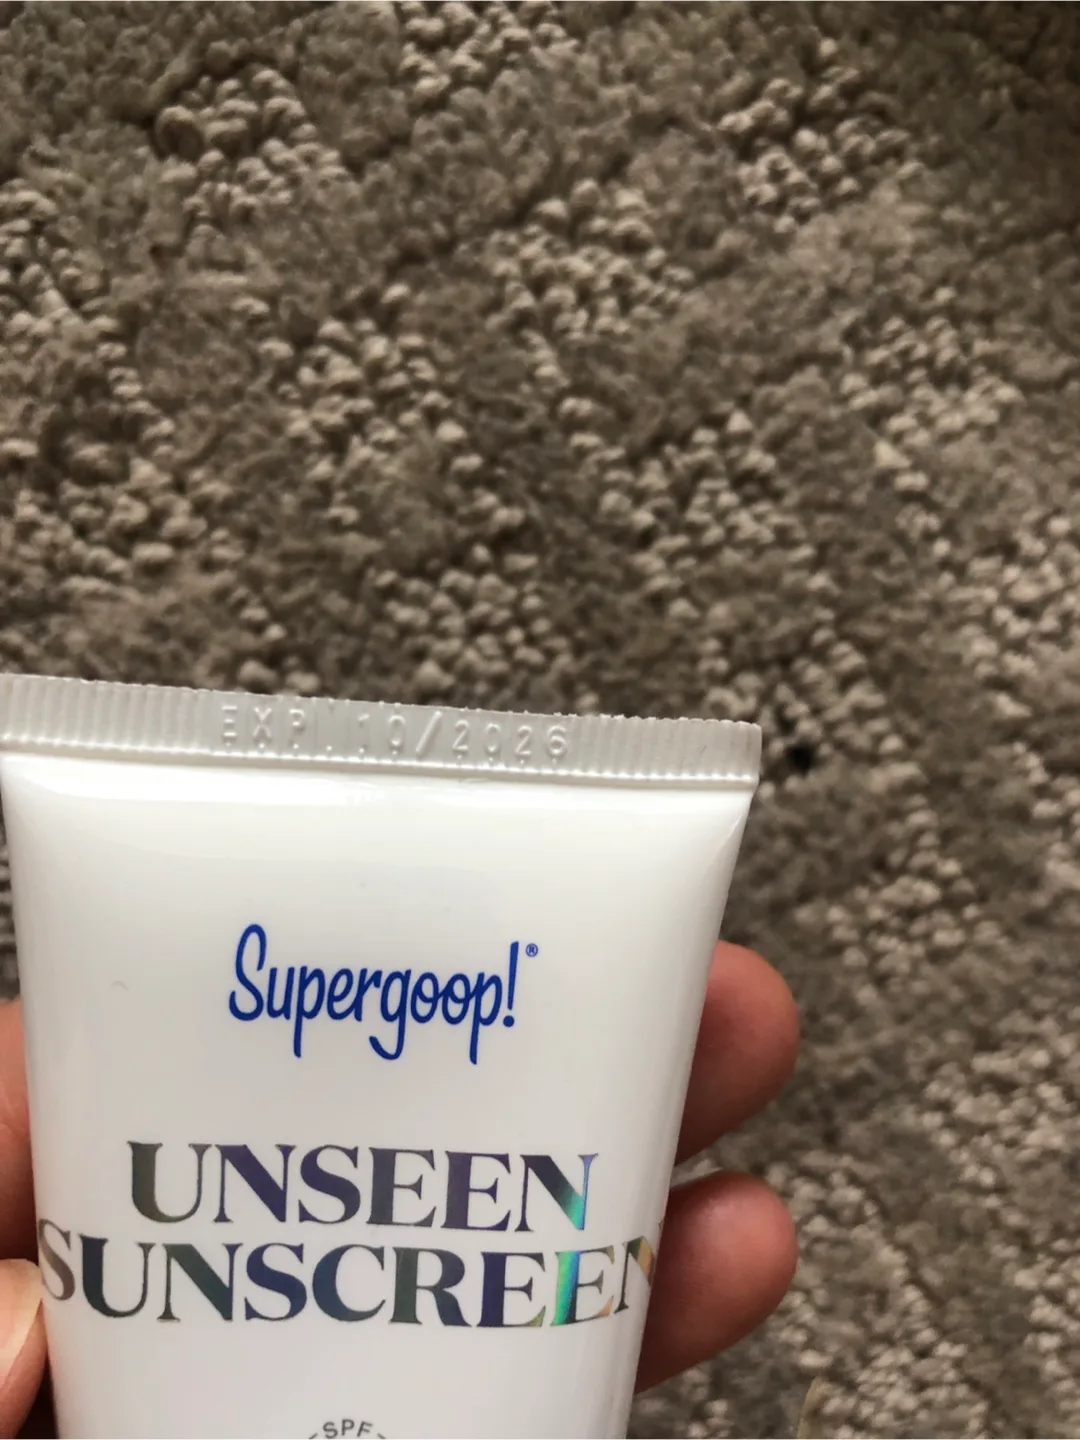 EXP. 10/2026
Supergoop!®
UNSEEN
SUNSCREEN
SPF